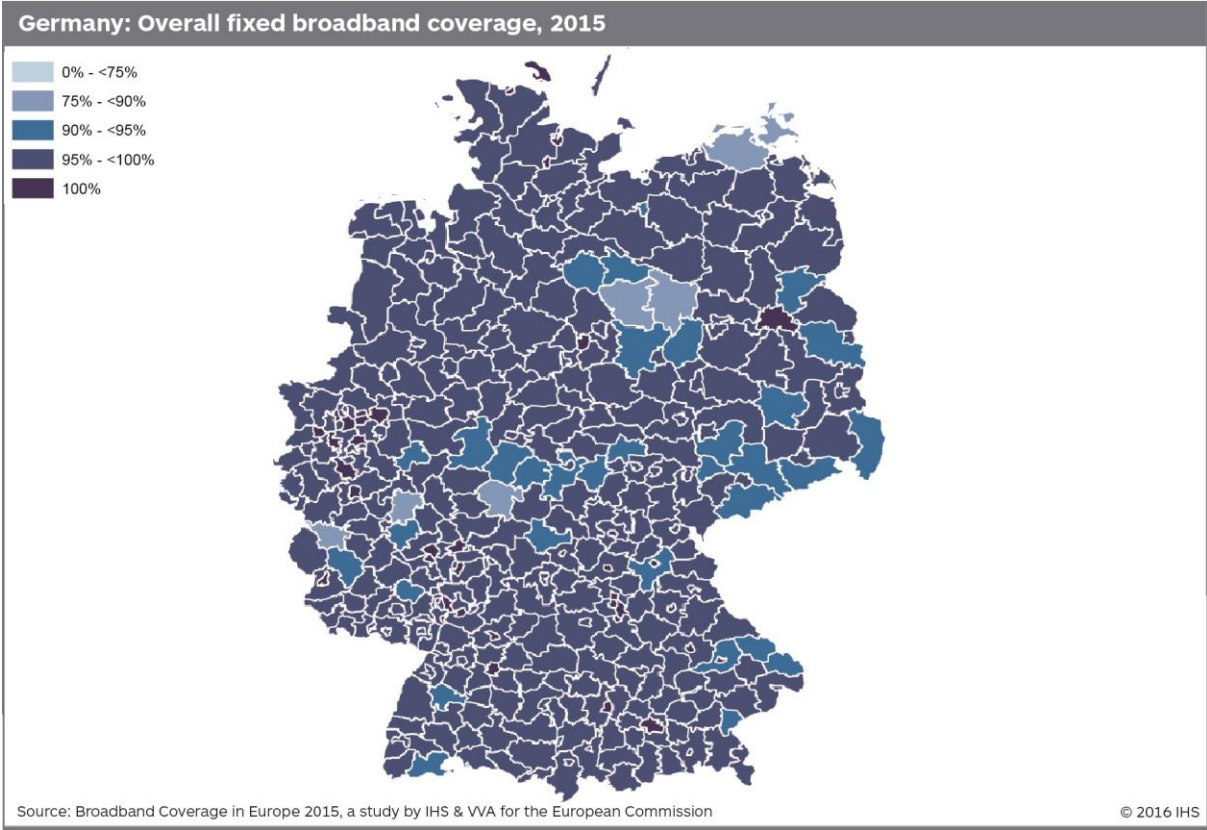 Germany: Overall fixed broadband coverage, 2015
0% - <75%
75% - <90%
90% - <95%
95% - <100%
100%
Source: Broadband Coverage in Europe 2015, a study by IHS & VVA for the European Commission
© 2016 IHS